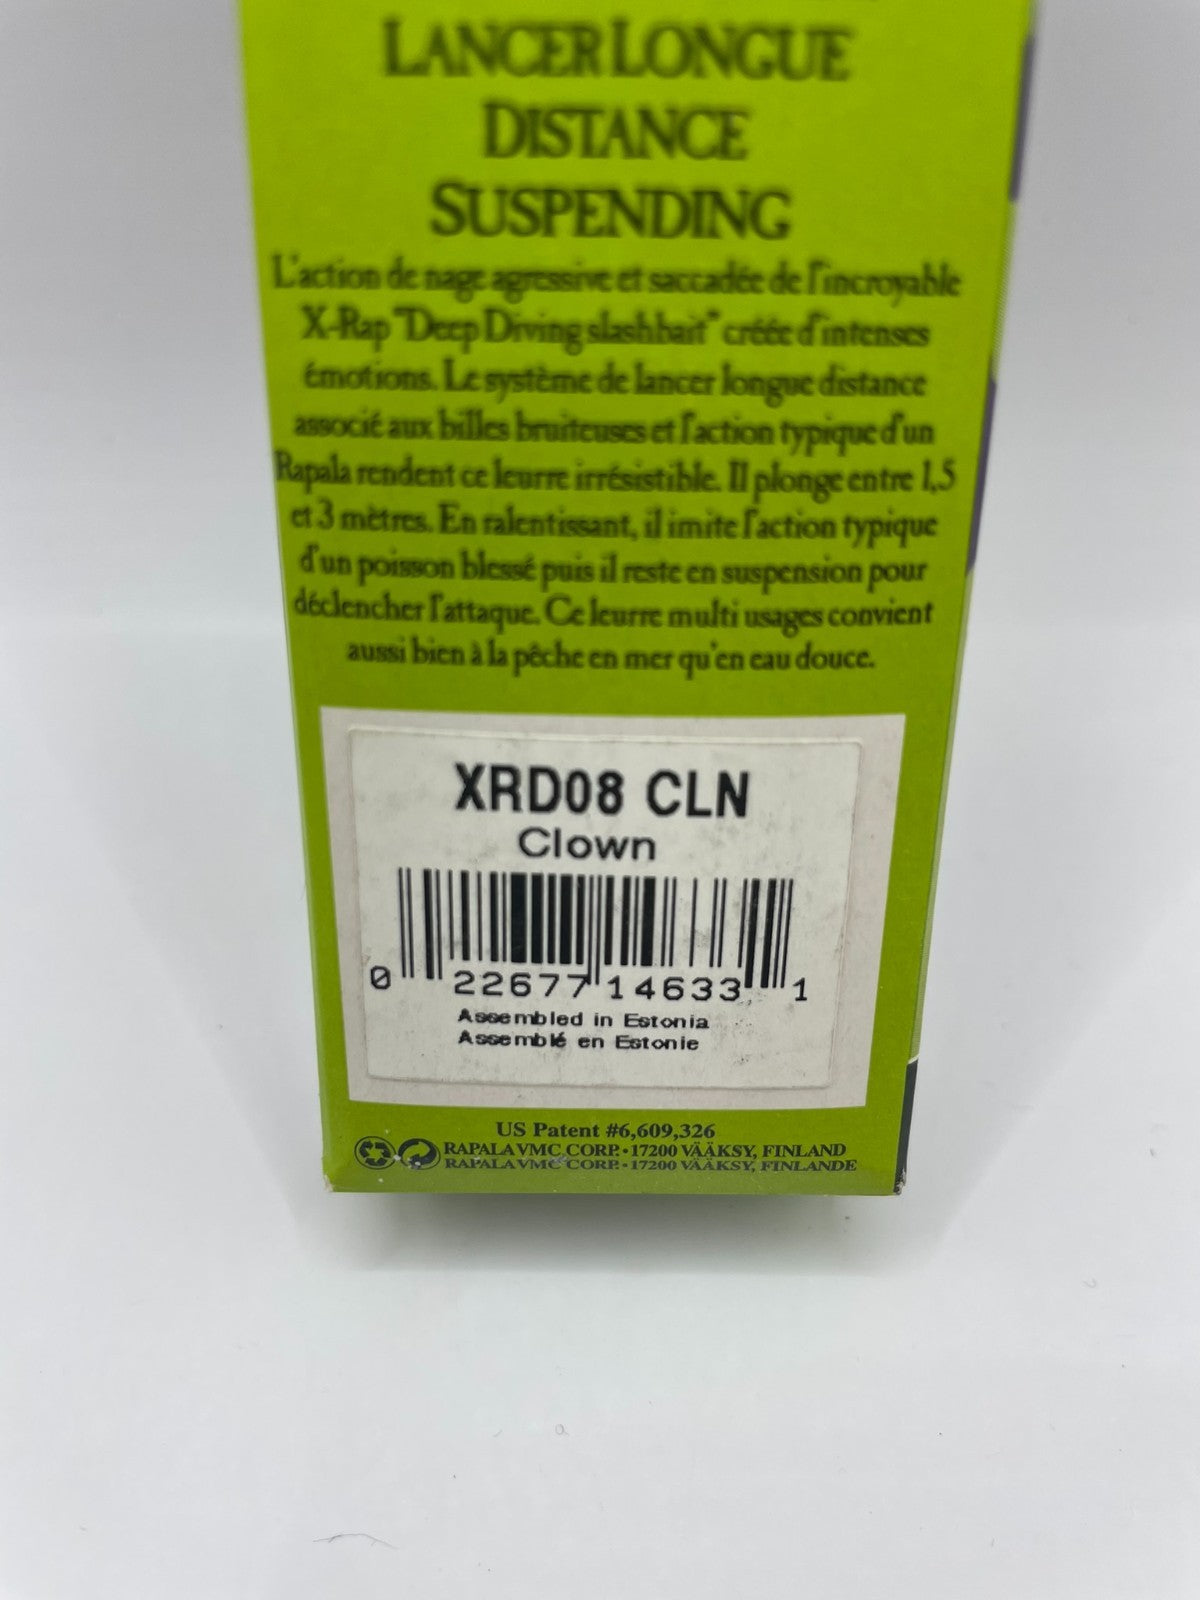 LANCER LONGUE
DISTANCE
SUSPENDING
L'action de nage agressive et saccadée de l'incroyable
X-Rap "Deep Diving slashbait" créée d'intenses
émotions. Le système de lancer longue distance
associé aux billes bruiteuses et l'action typique d'un
Rapala rendent ce leurre irrésistible. Il plonge entre 1,5
et 3 mètres. En ralentissant, il imite l'action typique
d'un poisson blessé puis il reste en suspension pour
déclencher l'attaque. Ce leurre multi usages convient
aussi bien à la pêche en mer qu'en eau douce.
XRD08 CLN
Clown
0 22677 14633 1
Assembled in Estonia
Assemblé en Estonie
US Patent #6,609,326
RAPALA VMC CORP. • 17200 VÄÄKSY, FINLAND
RAPALA VMC CORP. • 17200 VÄÄKSY, FINLANDE